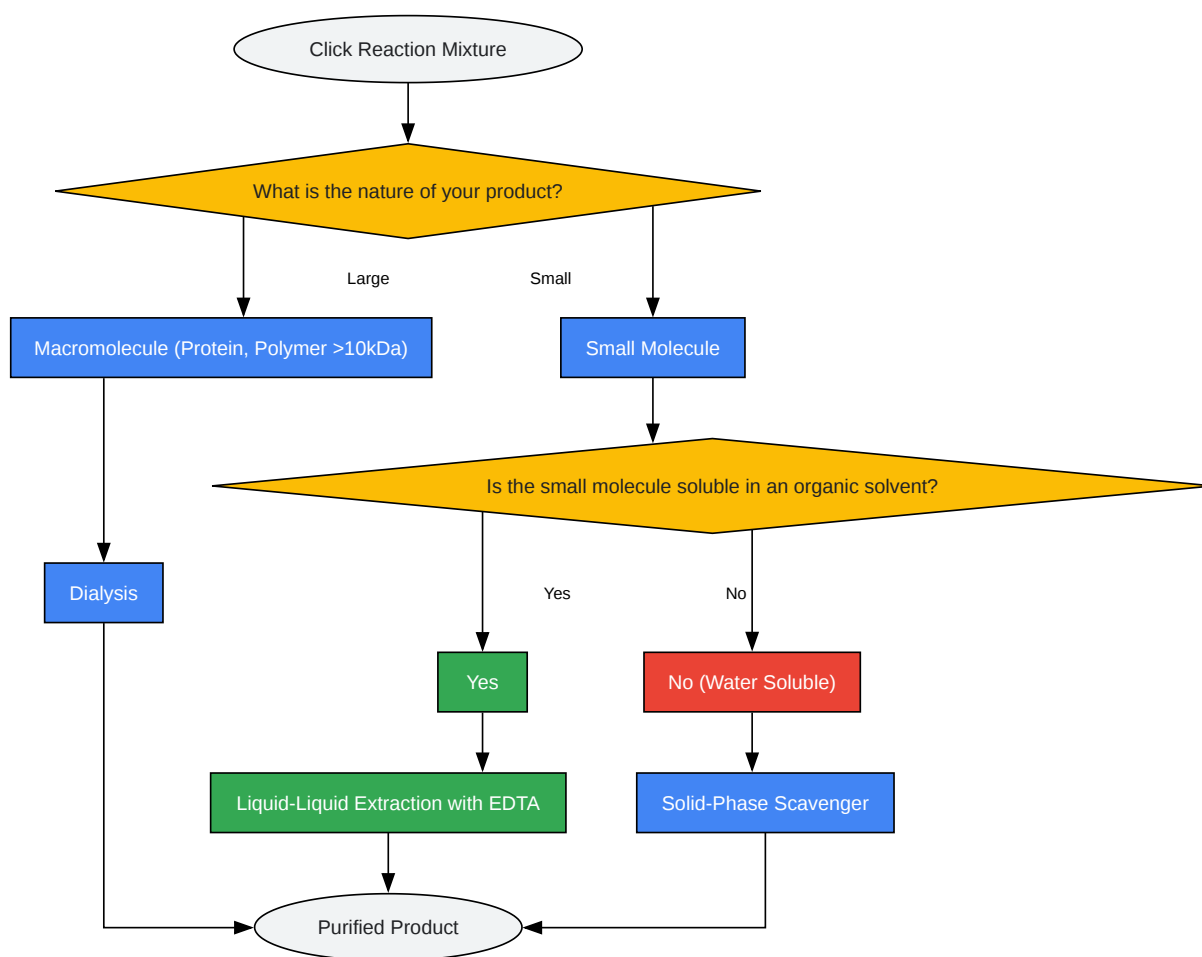 Click Reaction Mixture
What is the nature of your product?
Large
Small
Macromolecule (Protein, Polymer >10kDa)
Small Molecule
Is the small molecule soluble in an organic solvent?
Dialysis
Yes
No
Yes
No (Water Soluble)
Liquid-Liquid Extraction with EDTA
Solid-Phase Scavenger
Purified Product